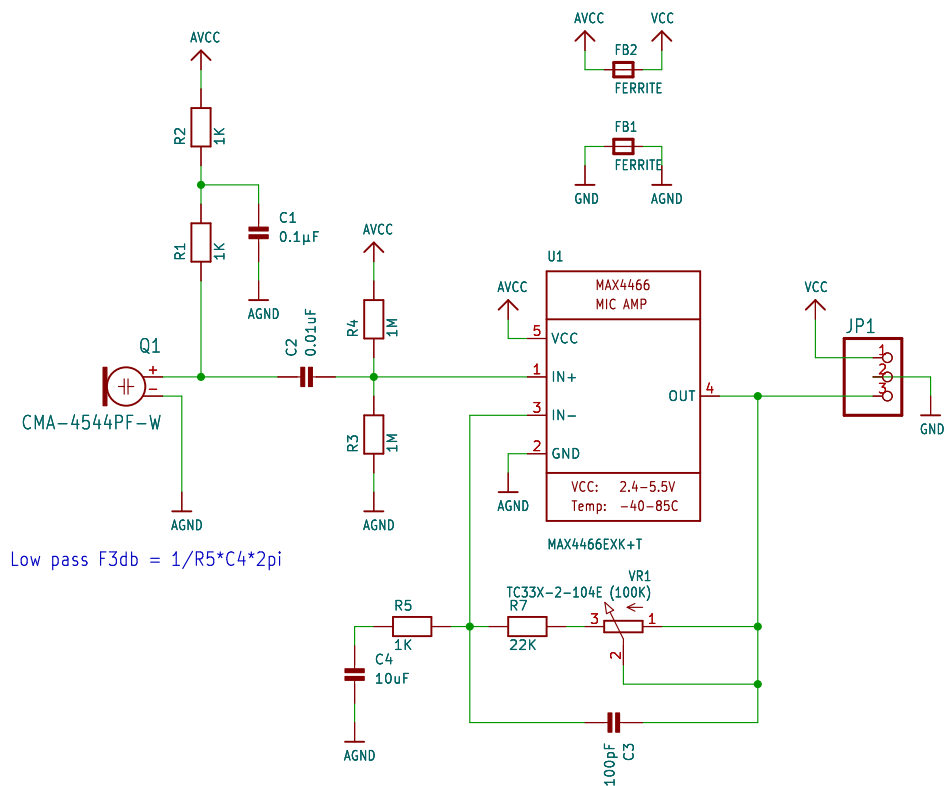 AVCC
VCC
AVCC
FB2
FERRITE
R2
1K
FB1
FERRITE
GND
AGND
R1
1K
C1
0.1µF
AGND
AVCC
R4
1M
C2
0.01uF
U1
MAX4466
MIC AMP
AVCC
5
VCC
1
IN+
3
IN-
2
GND
OUT
4
AGND
VCC: 2.4-5.5V
Temp: -40-85C
MAX4466EXK+T
VCC
JP1
1
2
3
GND
Q1
+
-
CMA-4544PF-W
AGND
R3
1M
AGND
Low pass F3db = 1/R5*C4*2pi
VR1
TC33X-2-104E (100K)
R5
1K
R7
22K
3
1
2
C4
10uF
AGND
100pF
C3